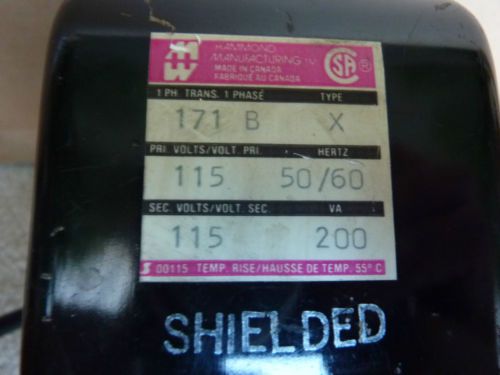 HAMMOND
MANUFACTURING
MADE IN CANADA
FABRIQUÉ AU CANADA
CSA ®
1 PH. TRANS. 1 PHASÉ TYPE
171 B X
PRI. VOLTS/VOLT. PRI. HERTZ
115 50/60
SEC. VOLTS/VOLT. SEC. VA
115 200
00115 TEMP. RISE/HAUSSE DE TEMP. 55° C
SHIELDED